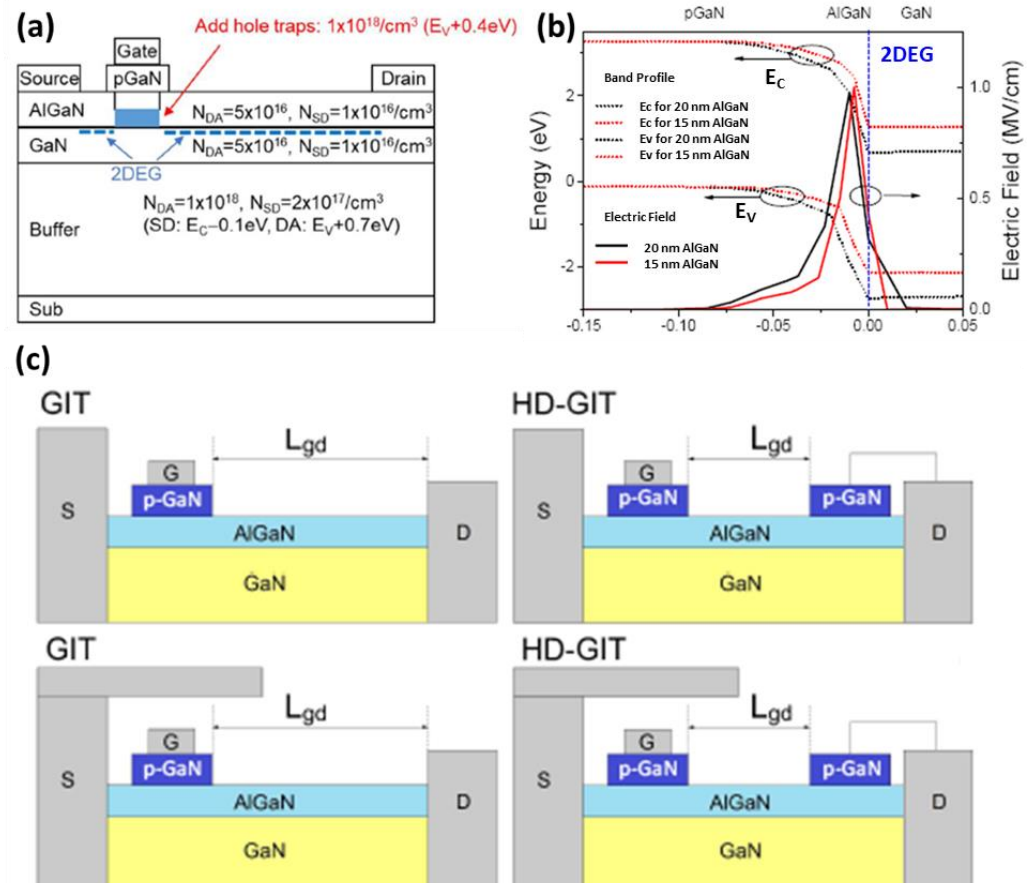 (a)
Add hole traps: 1x10¹⁸/cm³ (E_V+0.4eV)
Gate
Source
pGaN
Drain
AlGaN
N_DA=5x10¹⁶, N_SD=1x10¹⁶/cm³
GaN
N_DA=5x10¹⁶, N_SD=1x10¹⁶/cm³
2DEG
N_DA=1x10¹⁸, N_SD=2x10¹⁷/cm³
(SD: E_C−0.1eV, DA: E_V+0.7eV)
Buffer
Sub
(b)
pGaN
AlGaN
GaN
2DEG
E_C
Band Profile
Ec for 20 nm AlGaN
Ec for 15 nm AlGaN
Ev for 20 nm AlGaN
Ev for 15 nm AlGaN
E_V
Electric Field
20 nm AlGaN
15 nm AlGaN
Energy (eV)
2
0
-2
Electric Field (MV/cm)
1.0
0.5
0.0
-0.15
-0.10
-0.05
0.00
0.05
(c)
GIT
L_gd
S
G
p-GaN
AlGaN
GaN
D
HD-GIT
L_gd
S
G
p-GaN
p-GaN
AlGaN
GaN
D
GIT
L_gd
S
G
p-GaN
AlGaN
GaN
D
HD-GIT
L_gd
S
G
p-GaN
p-GaN
AlGaN
GaN
D